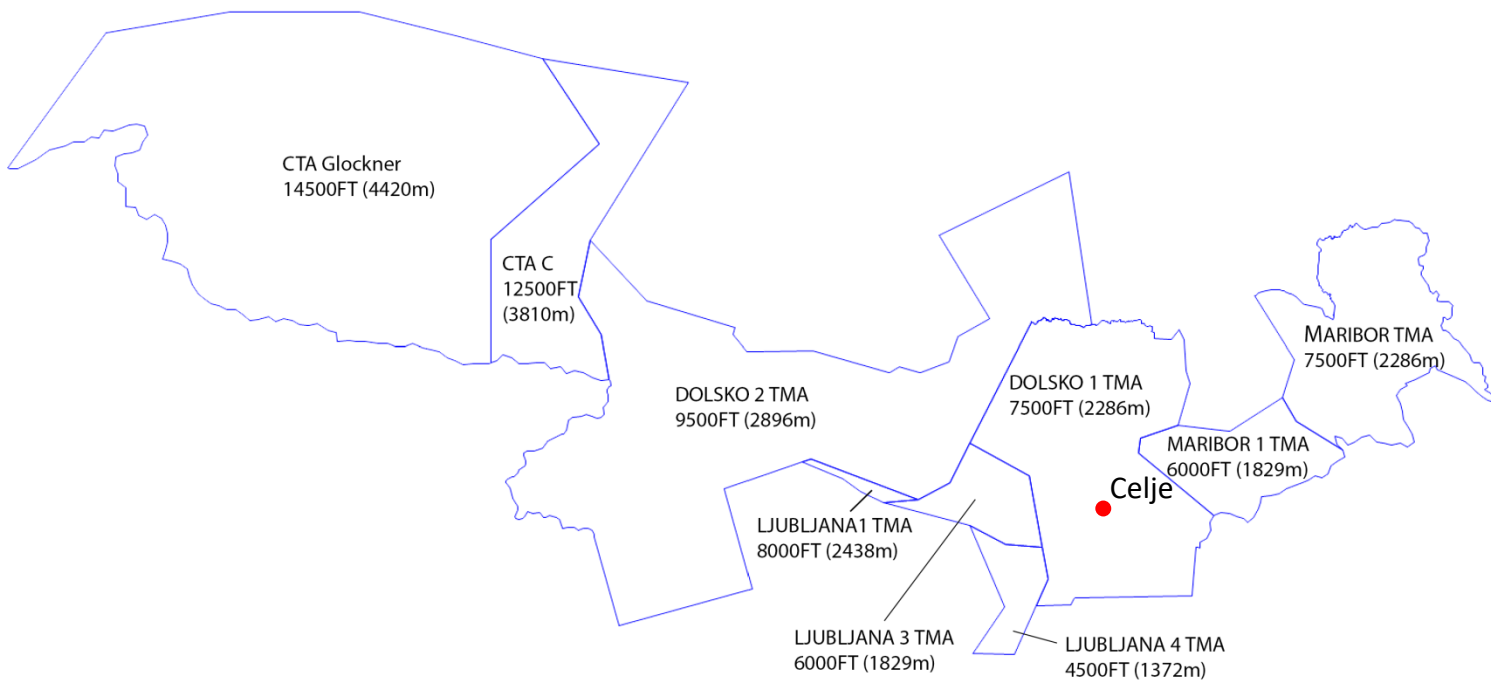 CTA Glockner
14500FT (4420m)
CTA C
12500FT
(3810m)
MARIBOR TMA
7500FT (2286m)
DOLSKO 2 TMA
9500FT (2896m)
DOLSKO 1 TMA
7500FT (2286m)
MARIBOR 1 TMA
6000FT (1829m)
Celje
LJUBLJANA1 TMA
8000FT (2438m)
LJUBLJANA 3 TMA
6000FT (1829m)
LJUBLJANA 4 TMA
4500FT (1372m)